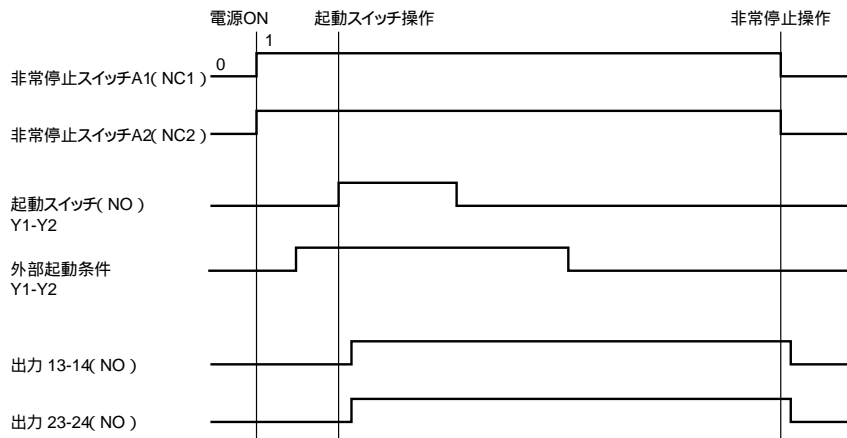 電源ON 起動スイッチ操作 非常停止操作
1
0
非常停止スイッチA1( NC1 )
非常停止スイッチA2( NC2 )
起動スイッチ( NO )
Y1-Y2
外部起動条件
Y1-Y2
出力 13-14( NO )
出力 23-24( NO )